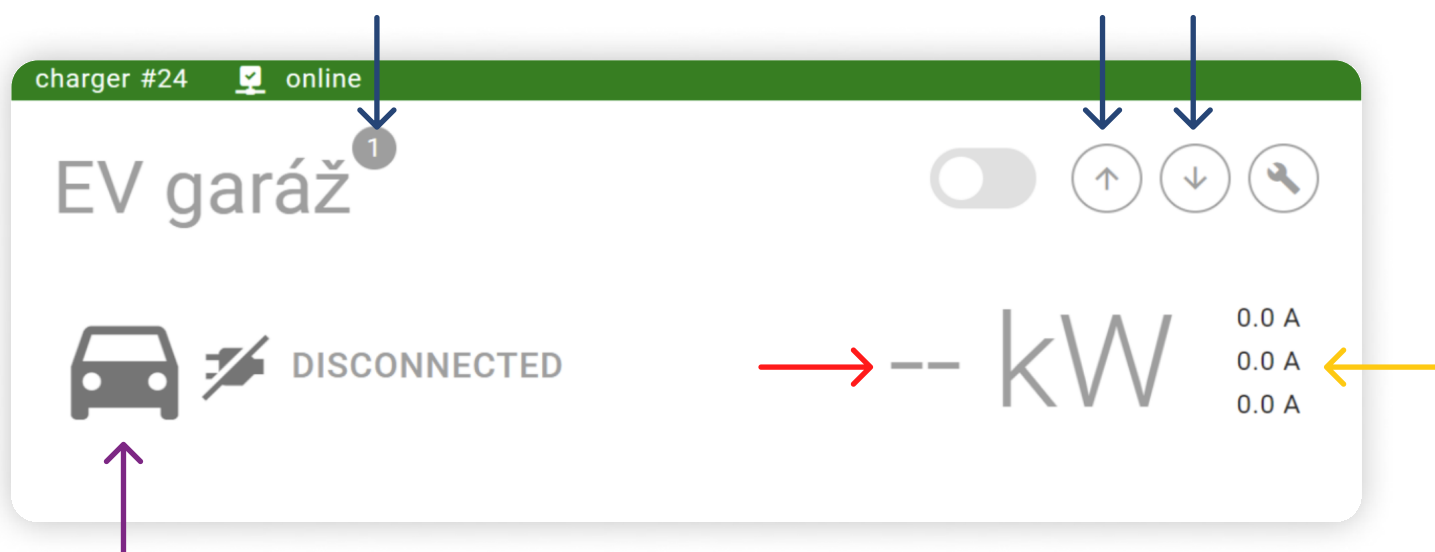 charger #24 online
EV garáž 1
DISCONNECTED
-- kW
0.0 A
0.0 A
0.0 A